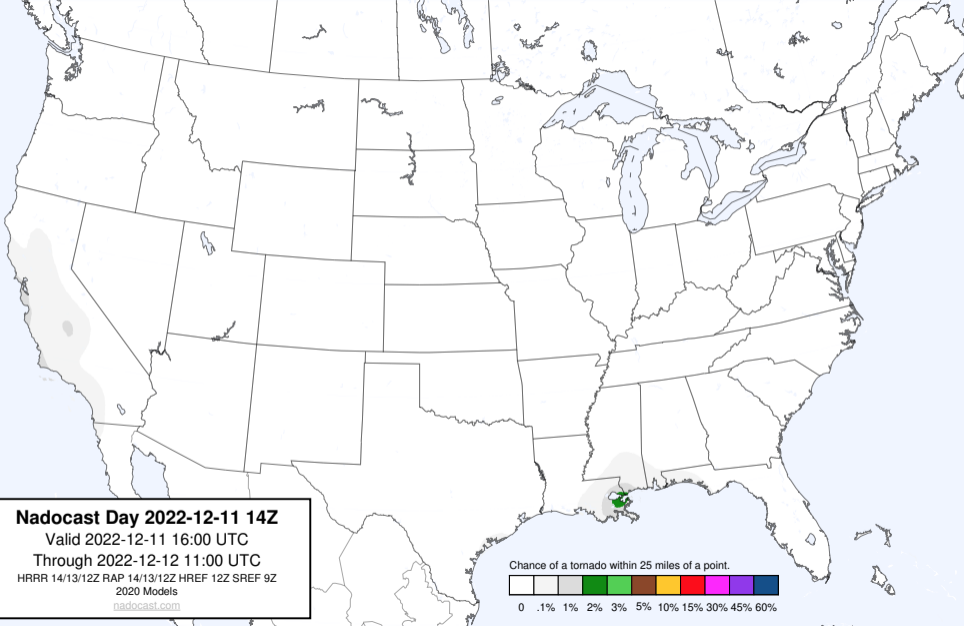 Nadocast Day 2022-12-11 14Z
Valid 2022-12-11 16:00 UTC
Through 2022-12-12 11:00 UTC
HRRR 14/13/12Z RAP 14/13/12Z HREF 12Z SREF 9Z
2020 Models
nadocast.com
Chance of a tornado within 25 miles of a point.
0 .1% 1% 2% 3% 5% 10% 15% 30% 45% 60%